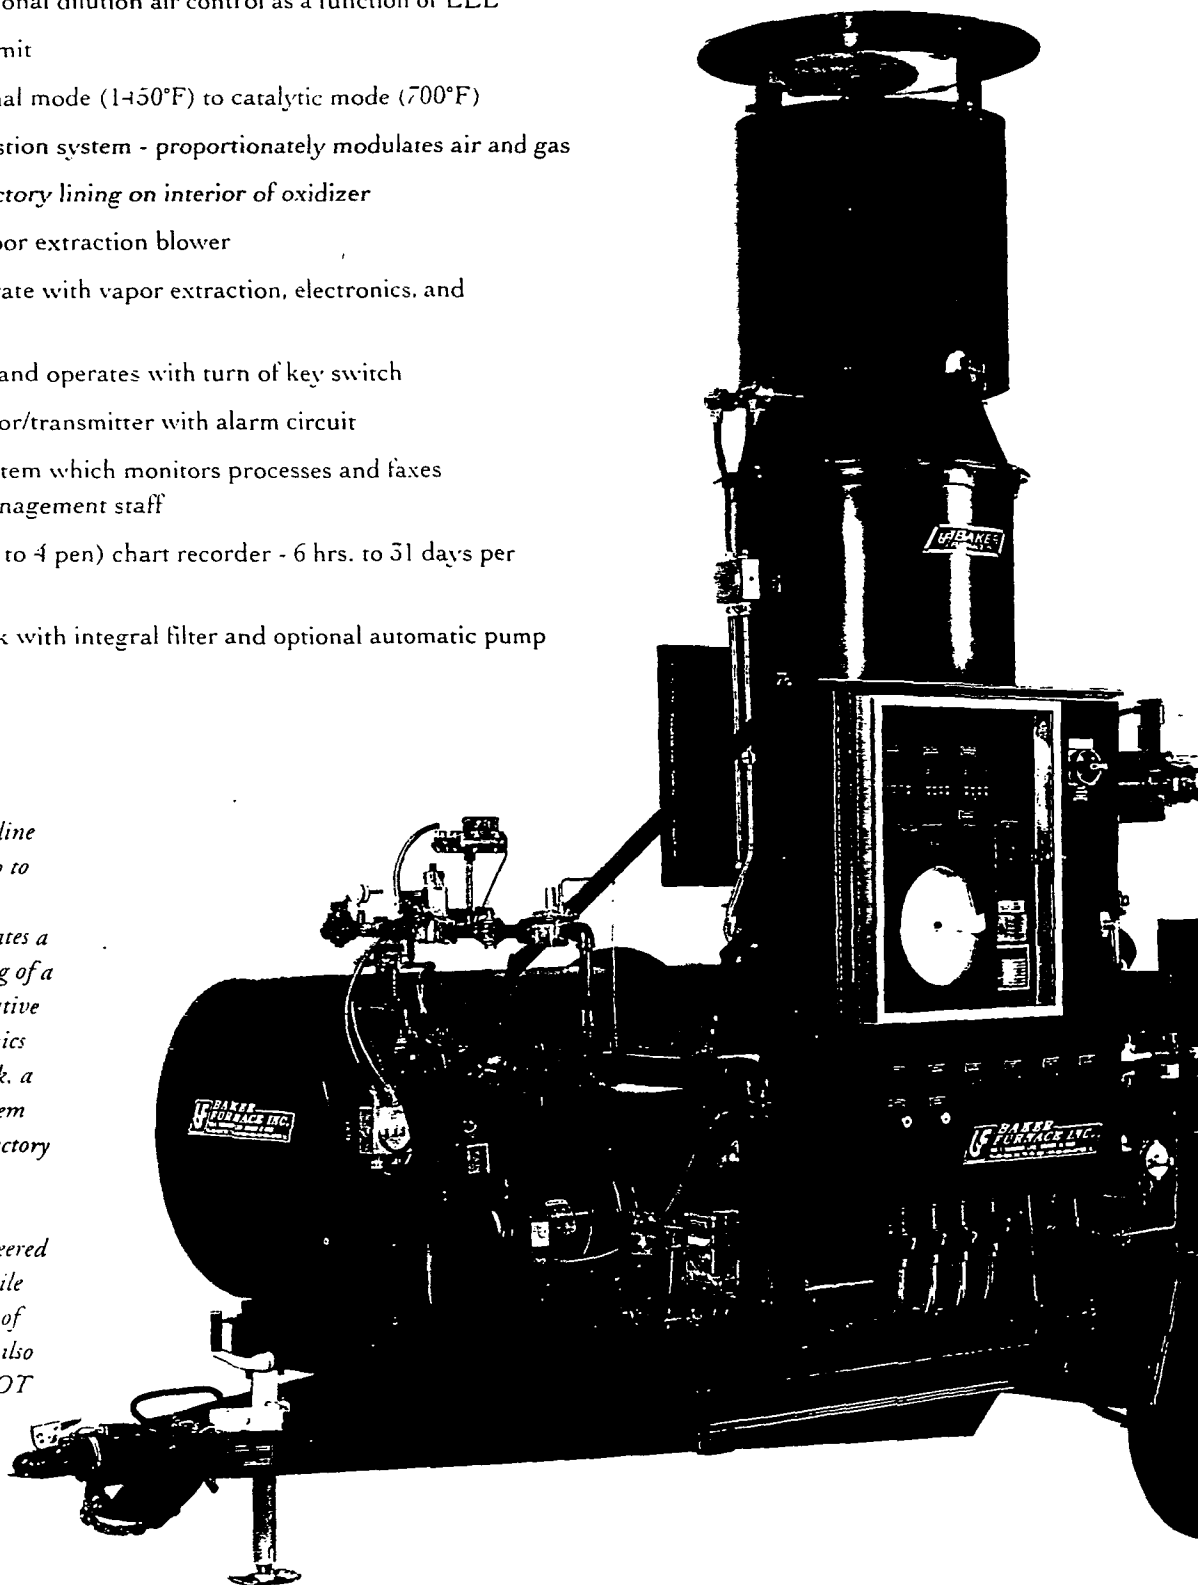 onal dilution air control as a function of LEL
mit
al mode (1450°F) to catalytic mode (700°F)
stion system - proportionately modulates air and gas
ctory lining on interior of oxidizer
oor extraction blower
rate with vapor extraction, electronics, and
and operates with turn of key switch
or/transmitter with alarm circuit
tem which monitors processes and faxes
nagement staff
to 4 pen) chart recorder - 6 hrs. to 31 days per
k with integral filter and optional automatic pump
BAKER
line
to
ates a
g of a
tive
ics
k, a
em
ctory
eered
ile
of
also
OT
BAKER
FURNACE INC.
BAKER
FURNACE INC.